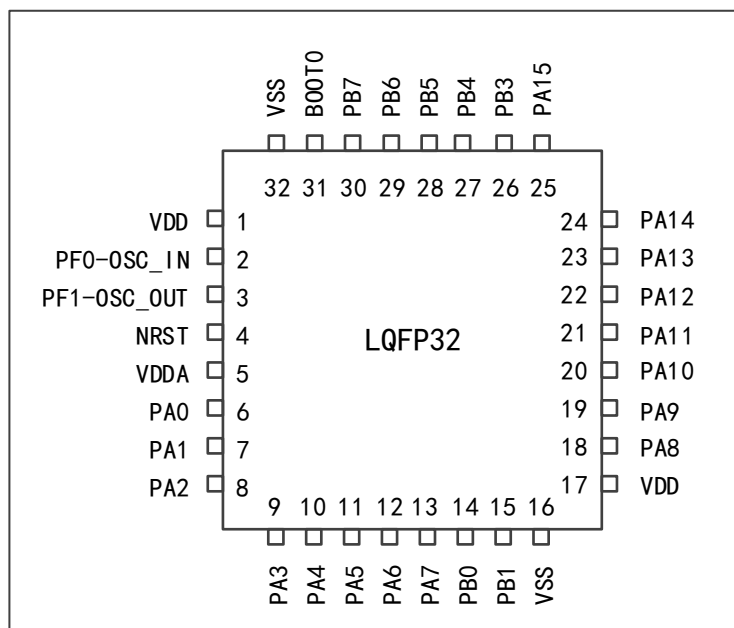 VSS
BOOT0
PB7
PB6
PB5
PB4
PB3
PA15
32 31 30 29 28 27 26 25
VDD 1
PF0-OSC_IN 2
PF1-OSC_OUT 3
NRST 4
VDDA 5
PA0 6
PA1 7
PA2 8
LQFP32
24 PA14
23 PA13
22 PA12
21 PA11
20 PA10
19 PA9
18 PA8
17 VDD
9 10 11 12 13 14 15 16
PA3
PA4
PA5
PA6
PA7
PB0
PB1
VSS